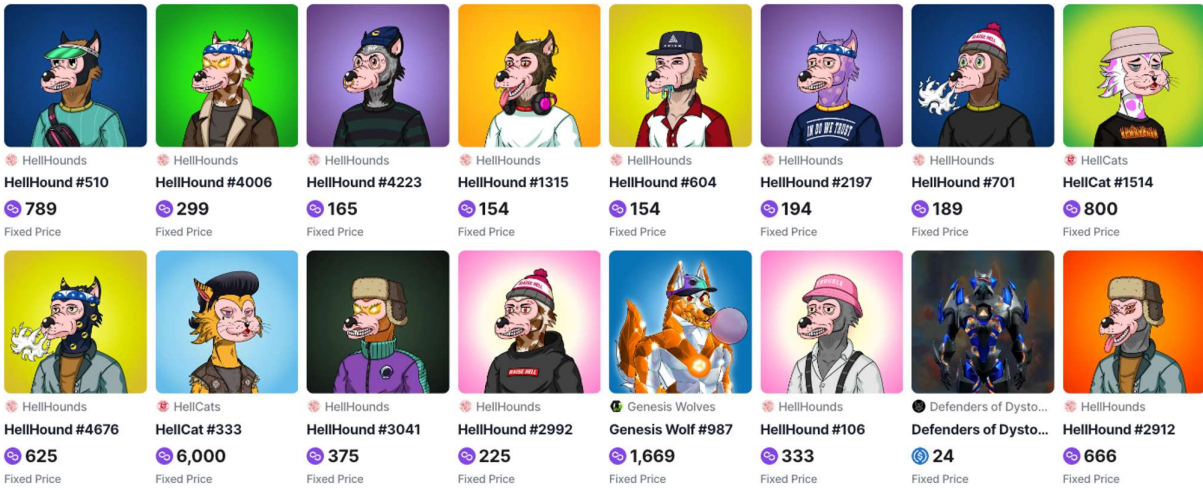 HellHounds
HellHound #510
789
Fixed Price
HellHounds
HellHound #4006
299
Fixed Price
HellHounds
HellHound #4223
165
Fixed Price
HellHounds
HellHound #1315
154
Fixed Price
HellHounds
HellHound #604
154
Fixed Price
IN DO WE TRUST
HellHounds
HellHound #2197
194
Fixed Price
RAISE HELL
HellHounds
HellHound #701
189
Fixed Price
HellCats
HellCat #1514
800
Fixed Price
HellHounds
HellHound #4676
625
Fixed Price
HellCats
HellCat #333
6,000
Fixed Price
HellHounds
HellHound #3041
375
Fixed Price
RAISE HELL
RAISE HELL
HellHounds
HellHound #2992
225
Fixed Price
Genesis Wolves
Genesis Wolf #987
1,669
Fixed Price
TROUBLE
HellHounds
HellHound #106
333
Fixed Price
Defenders of Dysto...
Defenders of Dysto...
24
Fixed Price
HellHounds
HellHound #2912
666
Fixed Price